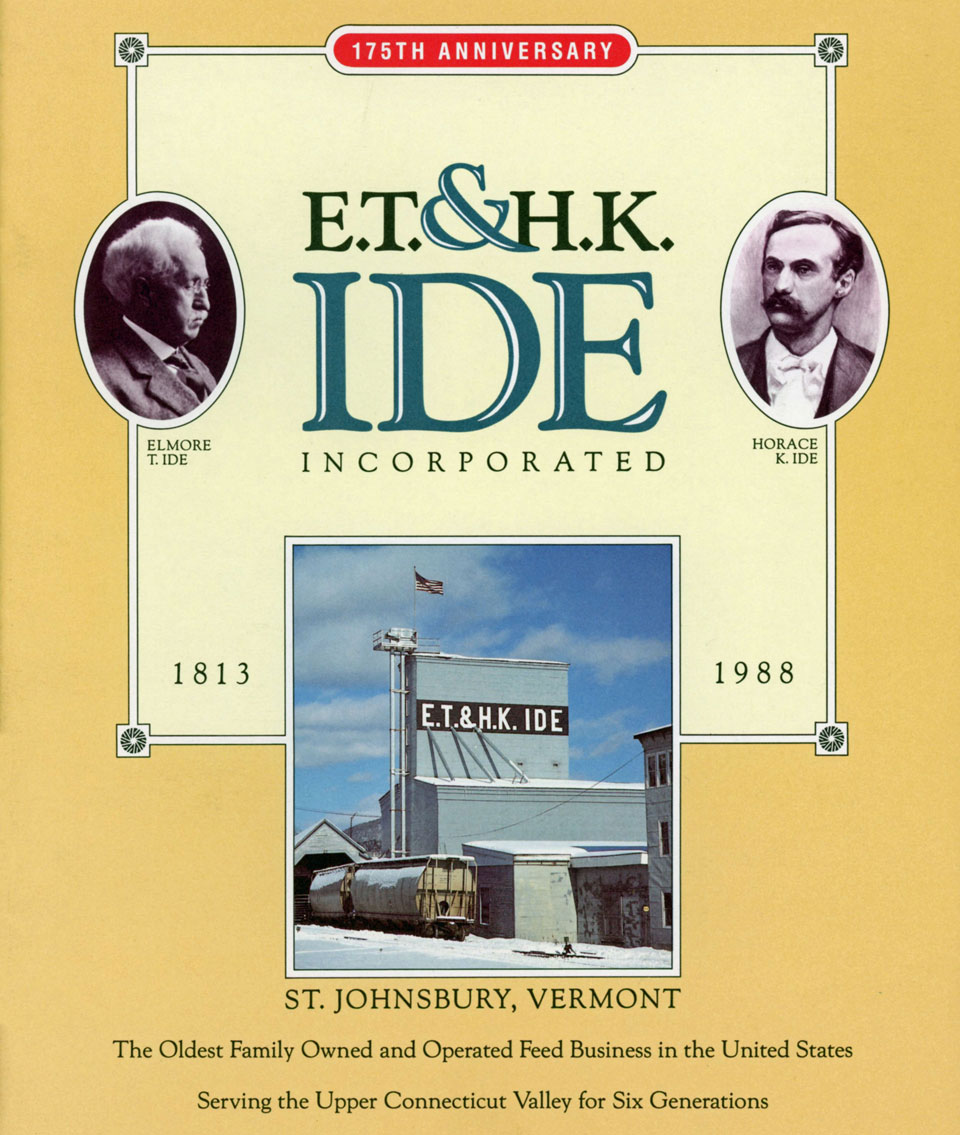 175TH ANNIVERSARY
E.T. & H.K.
IDE
INCORPORATED
ELMORE
T. IDE
HORACE
K. IDE
1813
1988
E.T.&H.K. IDE
ST. JOHNSBURY, VERMONT
The Oldest Family Owned and Operated Feed Business in the United States
Serving the Upper Connecticut Valley for Six Generations